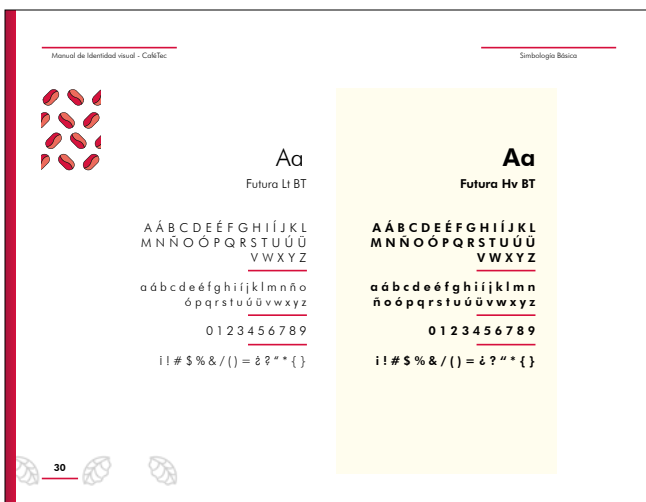 Manual de Identidad visual - CaféTec
Simbología Básica
Aa
Futura Lt BT
A Á B C D E É F G H I Í J K L
M N Ñ O Ó P Q R S T U Ú Ü
V W X Y Z
a á b c d e é f g h i í j k l m n ñ o
ó p q r s t u ú ü v w x y z
0 1 2 3 4 5 6 7 8 9
¡ ! # $ % & / ( ) = ¿ ? “ * { }
Aa
Futura Hv BT
A Á B C D E É F G H I Í J K L
M N Ñ O Ó P Q R S T U Ú Ü
V W X Y Z
a á b c d e é f g h i í j k l m n
ñ o ó p q r s t u ú ü v w x y z
0 1 2 3 4 5 6 7 8 9
¡ ! # $ % & / ( ) = ¿ ? “ * { }
30